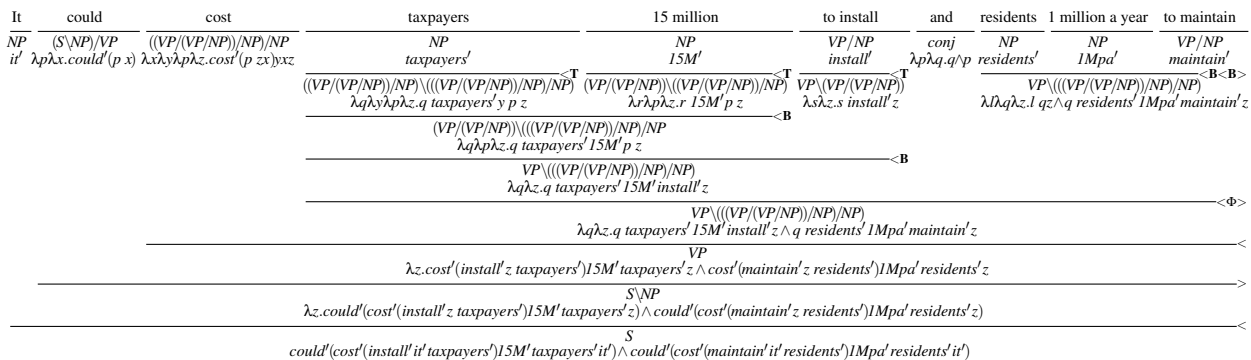 It could cost taxpayers 15 million to install and residents 1 million a year to maintain
NP (S\NP)/VP ((VP/(VP/NP))/NP)/NP NP NP VP/NP conj NP NP VP/NP
it′ λpλx.could′(p x) λxλyλpλz.cost′(p zx)yxz taxpayers′ 15M′ install′ λpλq.q∧p residents′ 1Mpa′ maintain′
<T <T <T <B<B>
((VP/(VP/NP))/NP)\(((VP/(VP/NP))/NP)/NP) (VP/(VP/NP))\((VP/(VP/NP))/NP) VP\(VP/(VP/NP)) VP\(((VP/(VP/NP))/NP)/NP)
λqλyλpλz.q taxpayers′y p z λrλpλz.r 15M′p z λsλz.s install′z λlλqλz.l qz∧q residents′1Mpa′maintain′z
<B
(VP/(VP/NP))\(((VP/(VP/NP))/NP)/NP
λqλpλz.q taxpayers′15M′p z
<B
VP\(((VP/(VP/NP))/NP)/NP)
λqλz.q taxpayers′15M′install′z
<Φ>
VP\(((VP/(VP/NP))/NP)/NP)
λqλz.q taxpayers′15M′install′z∧q residents′1Mpa′maintain′z
<
VP
λz.cost′(install′z taxpayers′)15M′taxpayers′z∧cost′(maintain′z residents′)1Mpa′residents′z
>
S\NP
λz.could′(cost′(install′z taxpayers′)15M′taxpayers′z)∧could′(cost′(maintain′z residents′)1Mpa′residents′z)
<
S
could′(cost′(install′it′taxpayers′)15M′taxpayers′it′)∧could′(cost′(maintain′it′residents′)1Mpa′residents′it′)